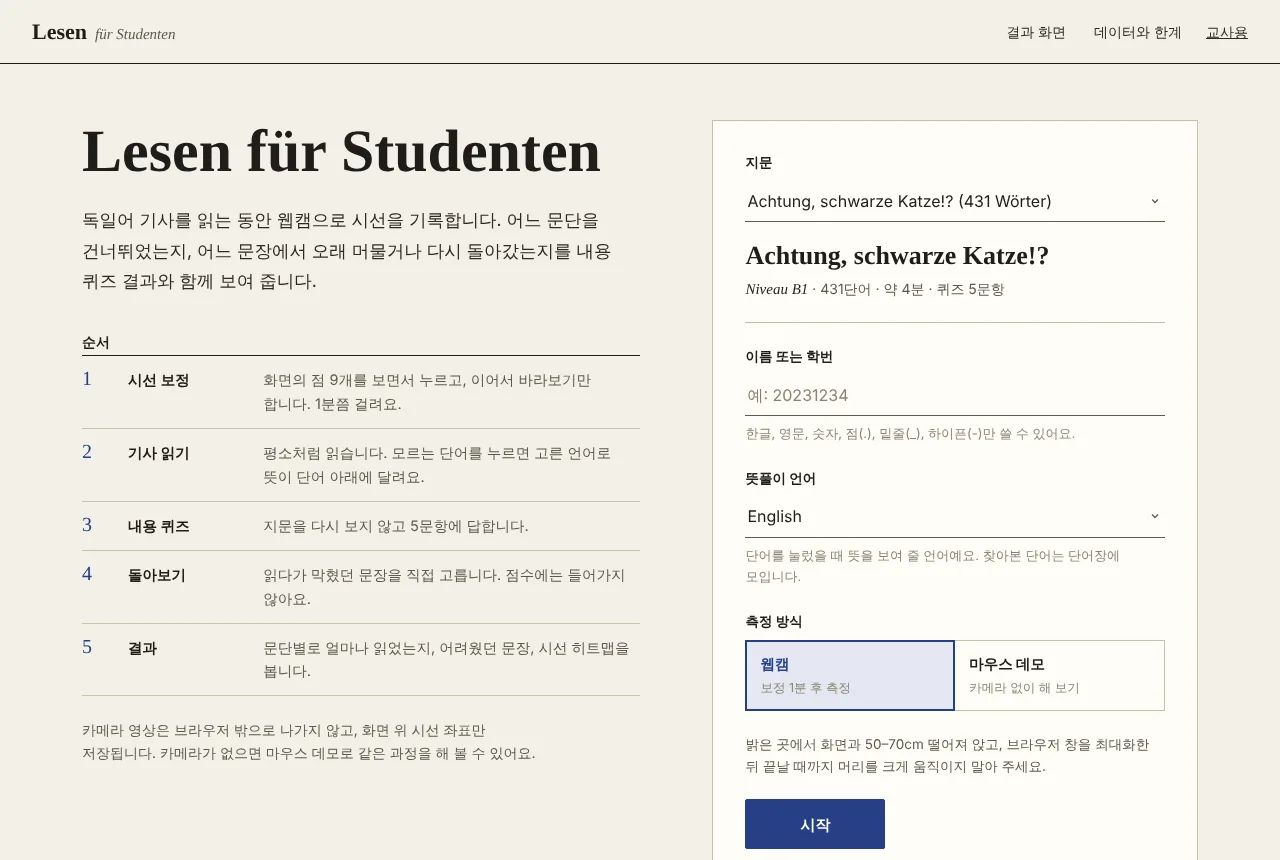 Lesen für Studenten
결과 화면
데이터와 한계
교사용
Lesen für Studenten
독일어 기사를 읽는 동안 웹캠으로 시선을 기록합니다. 어느 문단을
건너뛰었는지, 어느 문장에서 오래 머물거나 다시 돌아갔는지를 내용
퀴즈 결과와 함께 보여 줍니다.
순서
1 시선 보정 화면의 점 9개를 보면서 누르고, 이어서 바라보기만
합니다. 1분쯤 걸려요.
2 기사 읽기 평소처럼 읽습니다. 모르는 단어를 누르면 고른 언어로
뜻이 단어 아래에 달려요.
3 내용 퀴즈 지문을 다시 보지 않고 5문항에 답합니다.
4 돌아보기 읽다가 막혔던 문장을 직접 고릅니다. 점수에는 들어가지
않아요.
5 결과 문단별로 얼마나 읽었는지, 어려웠던 문장, 시선 히트맵을
봅니다.
카메라 영상은 브라우저 밖으로 나가지 않고, 화면 위 시선 좌표만
저장됩니다. 카메라가 없으면 마우스 데모로 같은 과정을 해 볼 수 있어요.
지문
Achtung, schwarze Katze!? (431 Wörter)
Achtung, schwarze Katze!?
Niveau B1 · 431단어 · 약 4분 · 퀴즈 5문항
이름 또는 학번
예: 20231234
한글, 영문, 숫자, 점(.), 밑줄(_), 하이픈(-)만 쓸 수 있어요.
뜻풀이 언어
English
단어를 눌렀을 때 뜻을 보여 줄 언어예요. 찾아본 단어는 단어장에
모입니다.
측정 방식
웹캠
보정 1분 후 측정
마우스 데모
카메라 없이 해 보기
밝은 곳에서 화면과 50–70cm 떨어져 앉고, 브라우저 창을 최대화한
뒤 끝날 때까지 머리를 크게 움직이지 말아 주세요.
시작